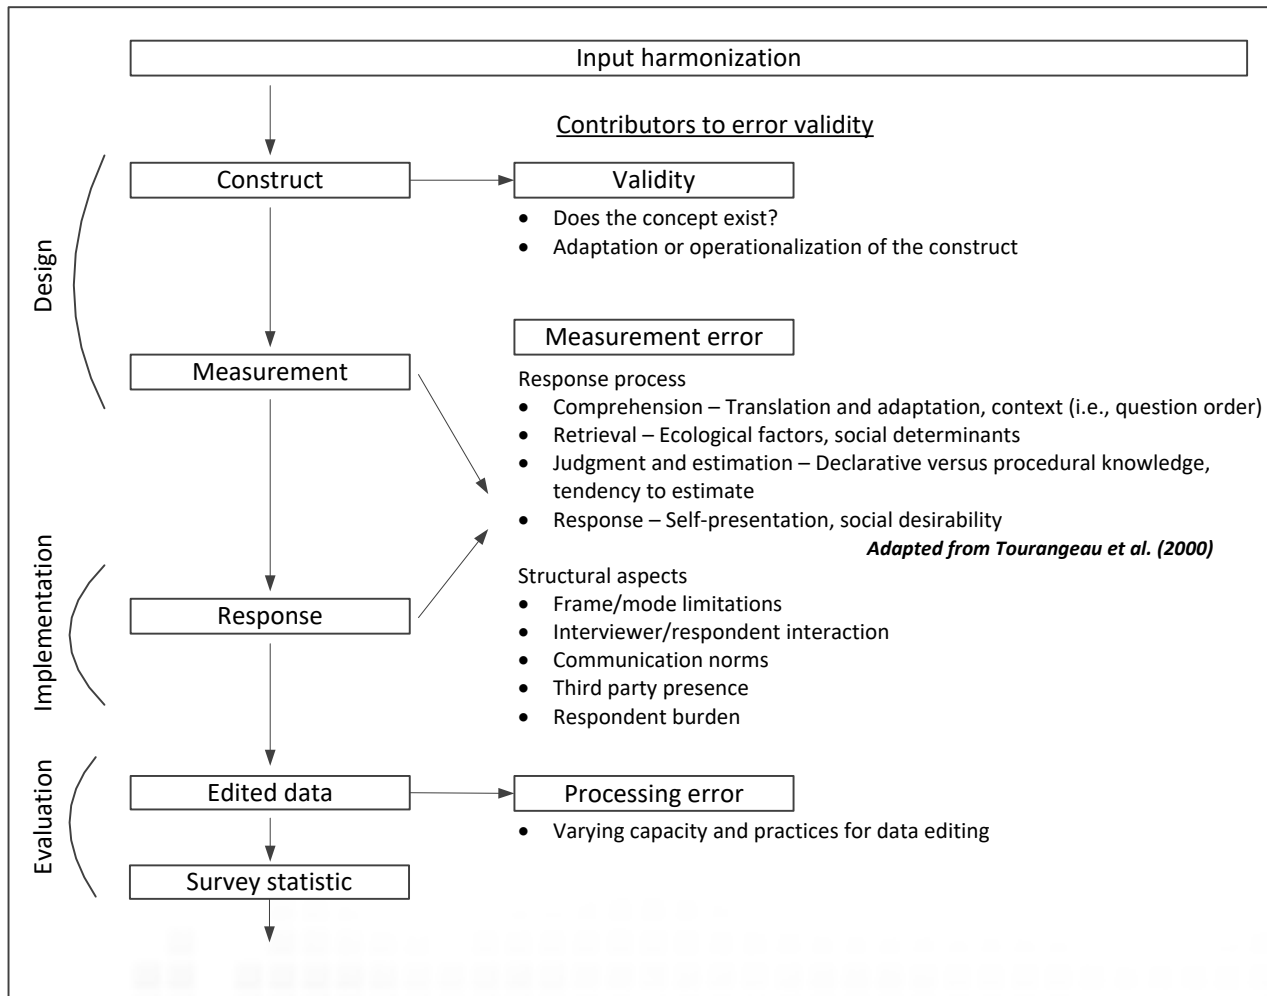 Input harmonization
Contributors to error validity
Design
Construct
Validity
• Does the concept exist?
• Adaptation or operationalization of the construct
Measurement
Measurement error
Response process
• Comprehension – Translation and adaptation, context (i.e., question order)
• Retrieval – Ecological factors, social determinants
• Judgment and estimation – Declarative versus procedural knowledge,
tendency to estimate
• Response – Self-presentation, social desirability
Adapted from Tourangeau et al. (2000)
Implementation
Response
Structural aspects
• Frame/mode limitations
• Interviewer/respondent interaction
• Communication norms
• Third party presence
• Respondent burden
Evaluation
Edited data
Processing error
• Varying capacity and practices for data editing
Survey statistic